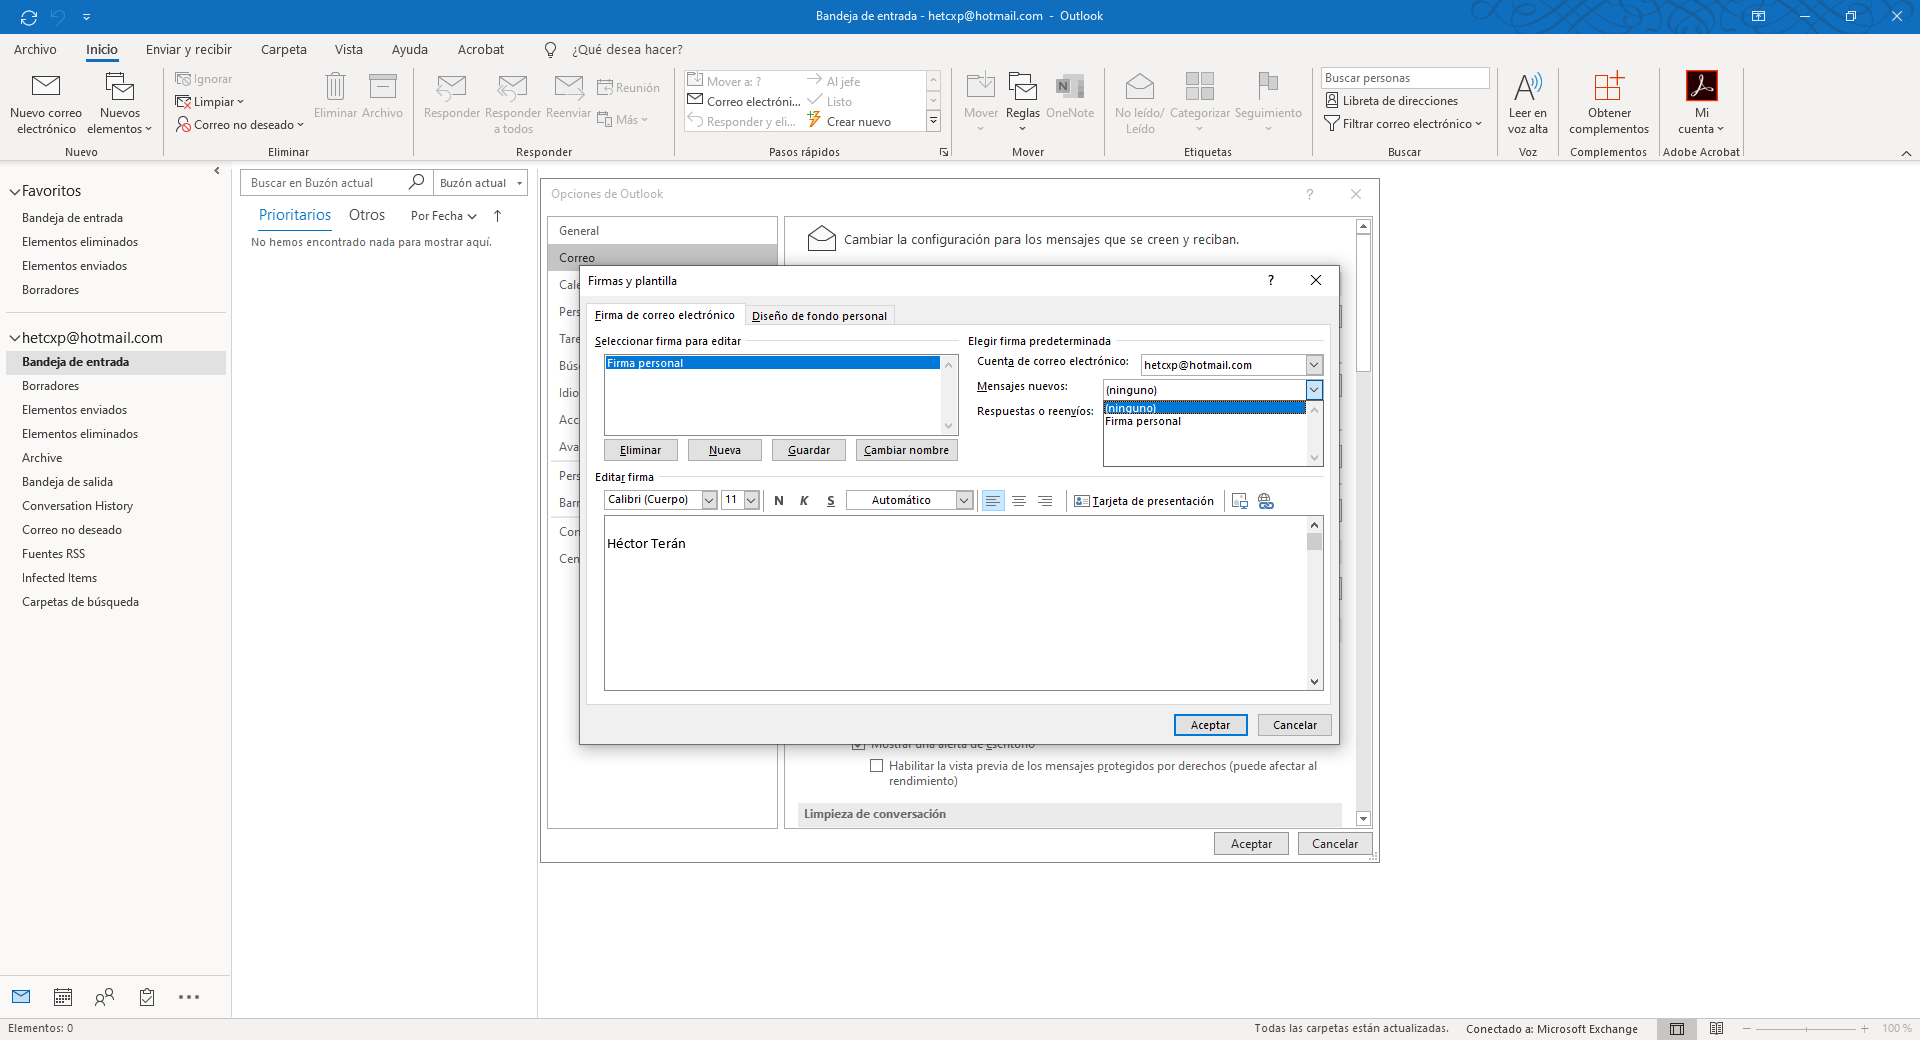 Bandeja de entrada - hetcxp@hotmail.com - Outlook
Archivo Inicio Enviar y recibir Carpeta Vista Ayuda Acrobat ¿Qué desea hacer?
Nuevo correo electrónico
Nuevos elementos
Nuevo
Ignorar
Limpiar
Correo no deseado
Eliminar Archivo
Eliminar
Responder Responder a todos Reenviar
Reunión
Más
Responder
Mover a: ?
Correo electróni...
Responder y eli...
Al jefe
Listo
Crear nuevo
Pasos rápidos
Mover Reglas OneNote
Mover
No leído/ Leído
Categorizar Seguimiento
Etiquetas
Buscar personas
Libreta de direcciones
Filtrar correo electrónico
Buscar
Leer en voz alta
Voz
Obtener complementos
Complementos
Mi cuenta
Adobe Acrobat
Favoritos
Bandeja de entrada
Elementos eliminados
Elementos enviados
Borradores
hetcxp@hotmail.com
Bandeja de entrada
Borradores
Elementos enviados
Elementos eliminados
Archive
Bandeja de salida
Conversation History
Correo no deseado
Fuentes RSS
Infected Items
Carpetas de búsqueda
Buscar en Buzón actual Buzón actual
Prioritarios Otros Por Fecha
No hemos encontrado nada para mostrar aquí.
Opciones de Outlook ?
General
Correo
Cale
Pers
Tare
Bús
Idio
Acc
Ava
Pers
Barr
Con
Cen
Cambiar la configuración para los mensajes que se creen y reciban.
Firmas y plantilla ?
Firma de correo electrónico Diseño de fondo personal
Seleccionar firma para editar
Firma personal
Eliminar Nueva Guardar Cambiar nombre
Elegir firma predeterminada
Cuenta de correo electrónico: hetcxp@hotmail.com
Mensajes nuevos: (ninguno)
Respuestas o reenvíos:
(ninguno)
Firma personal
Editar firma
Calibri (Cuerpo) 11 N K S Automático Tarjeta de presentación
Héctor Terán
Aceptar Cancelar
Mostrar una alerta de escritorio
Habilitar la vista previa de los mensajes protegidos por derechos (puede afectar al
rendimiento)
Limpieza de conversación
Aceptar Cancelar
Elementos: 0 Todas las carpetas están actualizadas. Conectado a: Microsoft Exchange 100 %